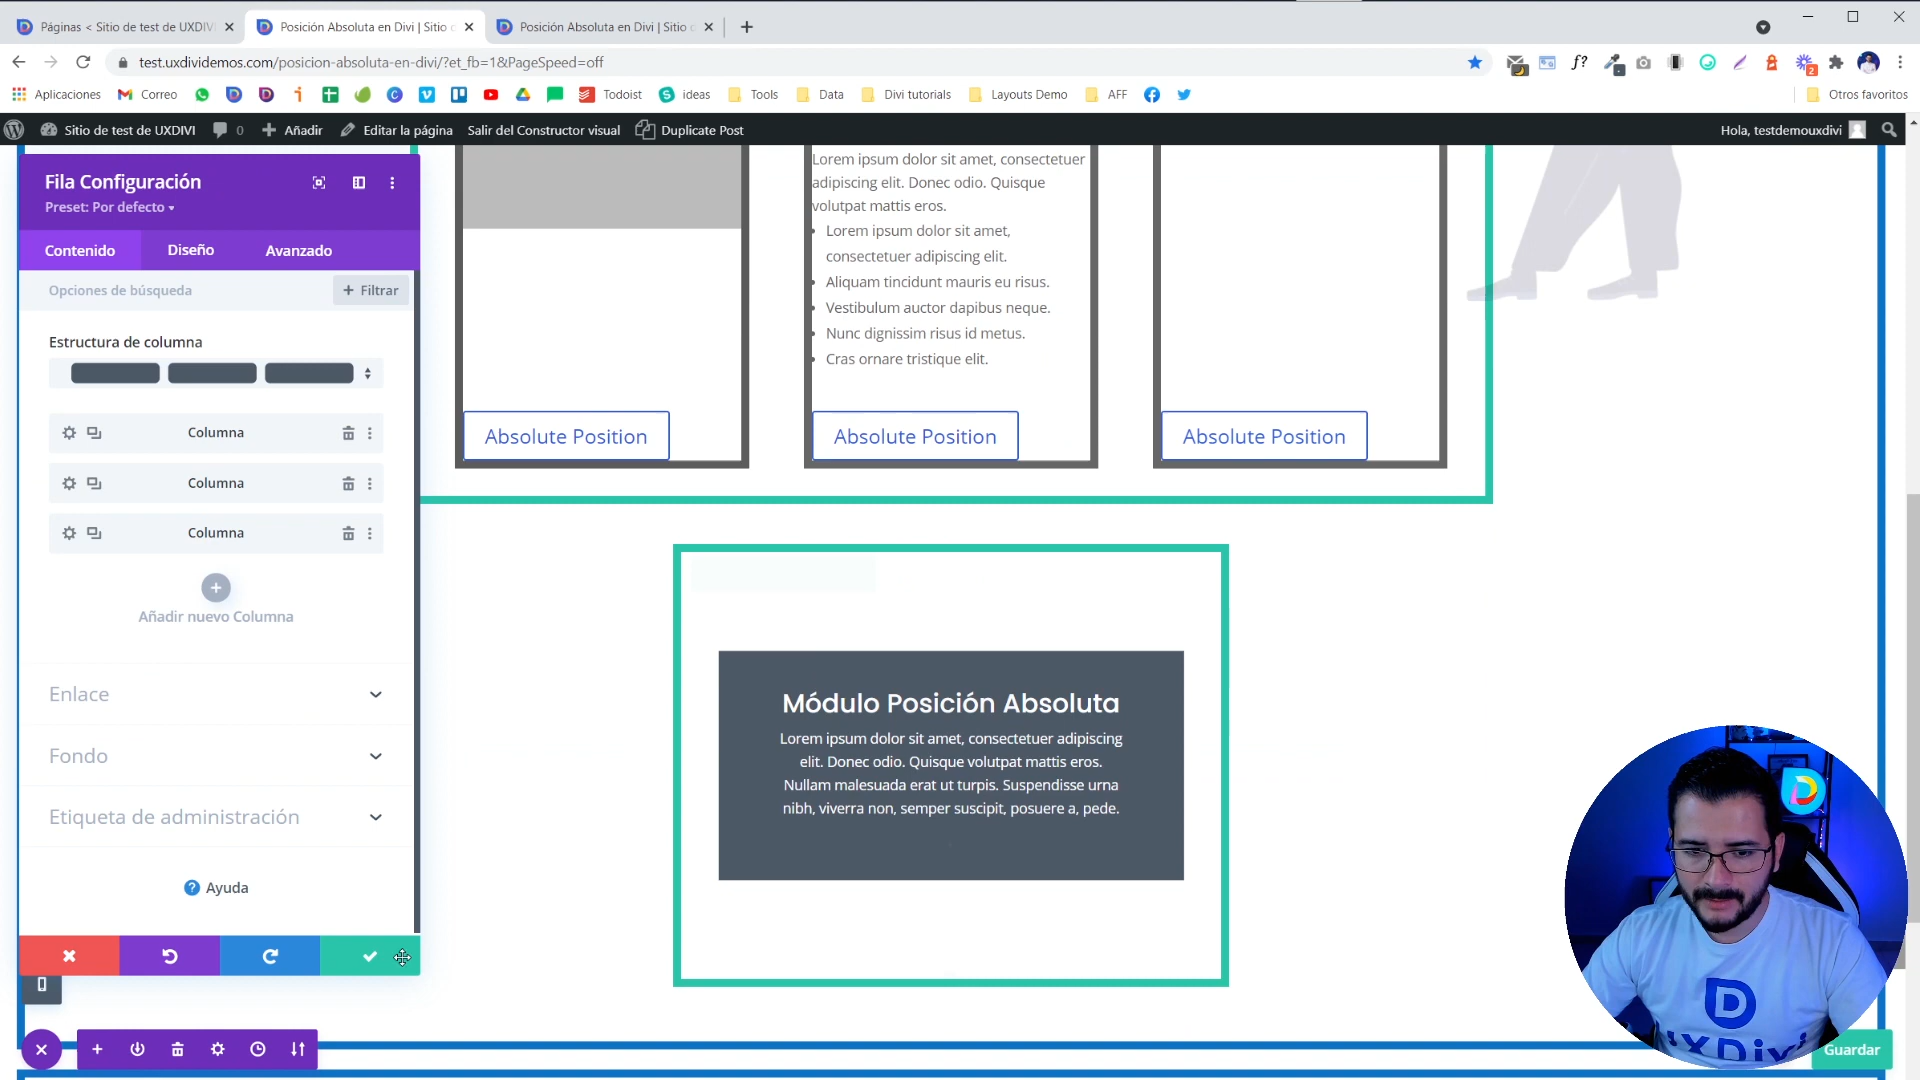 Páginas < Sitio de test de UXDIVI
Posición Absoluta en Divi | Sitio
Posición Absoluta en Divi | Sitio
test.uxdividemos.com/posicion-absoluta-en-divi/?et_fb=1&PageSpeed=off
f?
2
Aplicaciones
Correo
Todoist
ideas
Tools
Data
Divi tutorials
Layouts Demo
AFF
Otros favoritos
Sitio de test de UXDIVI
0
Añadir
Editar la página
Salir del Constructor visual
Duplicate Post
Hola, testdemouxdivi
Fila Configuración
Preset: Por defecto
Contenido
Diseño
Avanzado
Opciones de búsqueda
+ Filtrar
Estructura de columna
Columna
Columna
Columna
Añadir nuevo Columna
Enlace
Fondo
Etiqueta de administración
Ayuda
Lorem ipsum dolor sit amet, consectetuer
adipiscing elit. Donec odio. Quisque
volutpat mattis eros.
Lorem ipsum dolor sit amet,
consectetuer adipiscing elit.
Aliquam tincidunt mauris eu risus.
Vestibulum auctor dapibus neque.
Nunc dignissim risus id metus.
Cras ornare tristique elit.
Absolute Position
Absolute Position
Absolute Position
Módulo Posición Absoluta
Lorem ipsum dolor sit amet, consectetuer adipiscing
elit. Donec odio. Quisque volutpat mattis eros.
Nullam malesuada erat ut turpis. Suspendisse urna
nibh, viverra non, semper suscipit, posuere a, pede.
UXDivi
Guardar